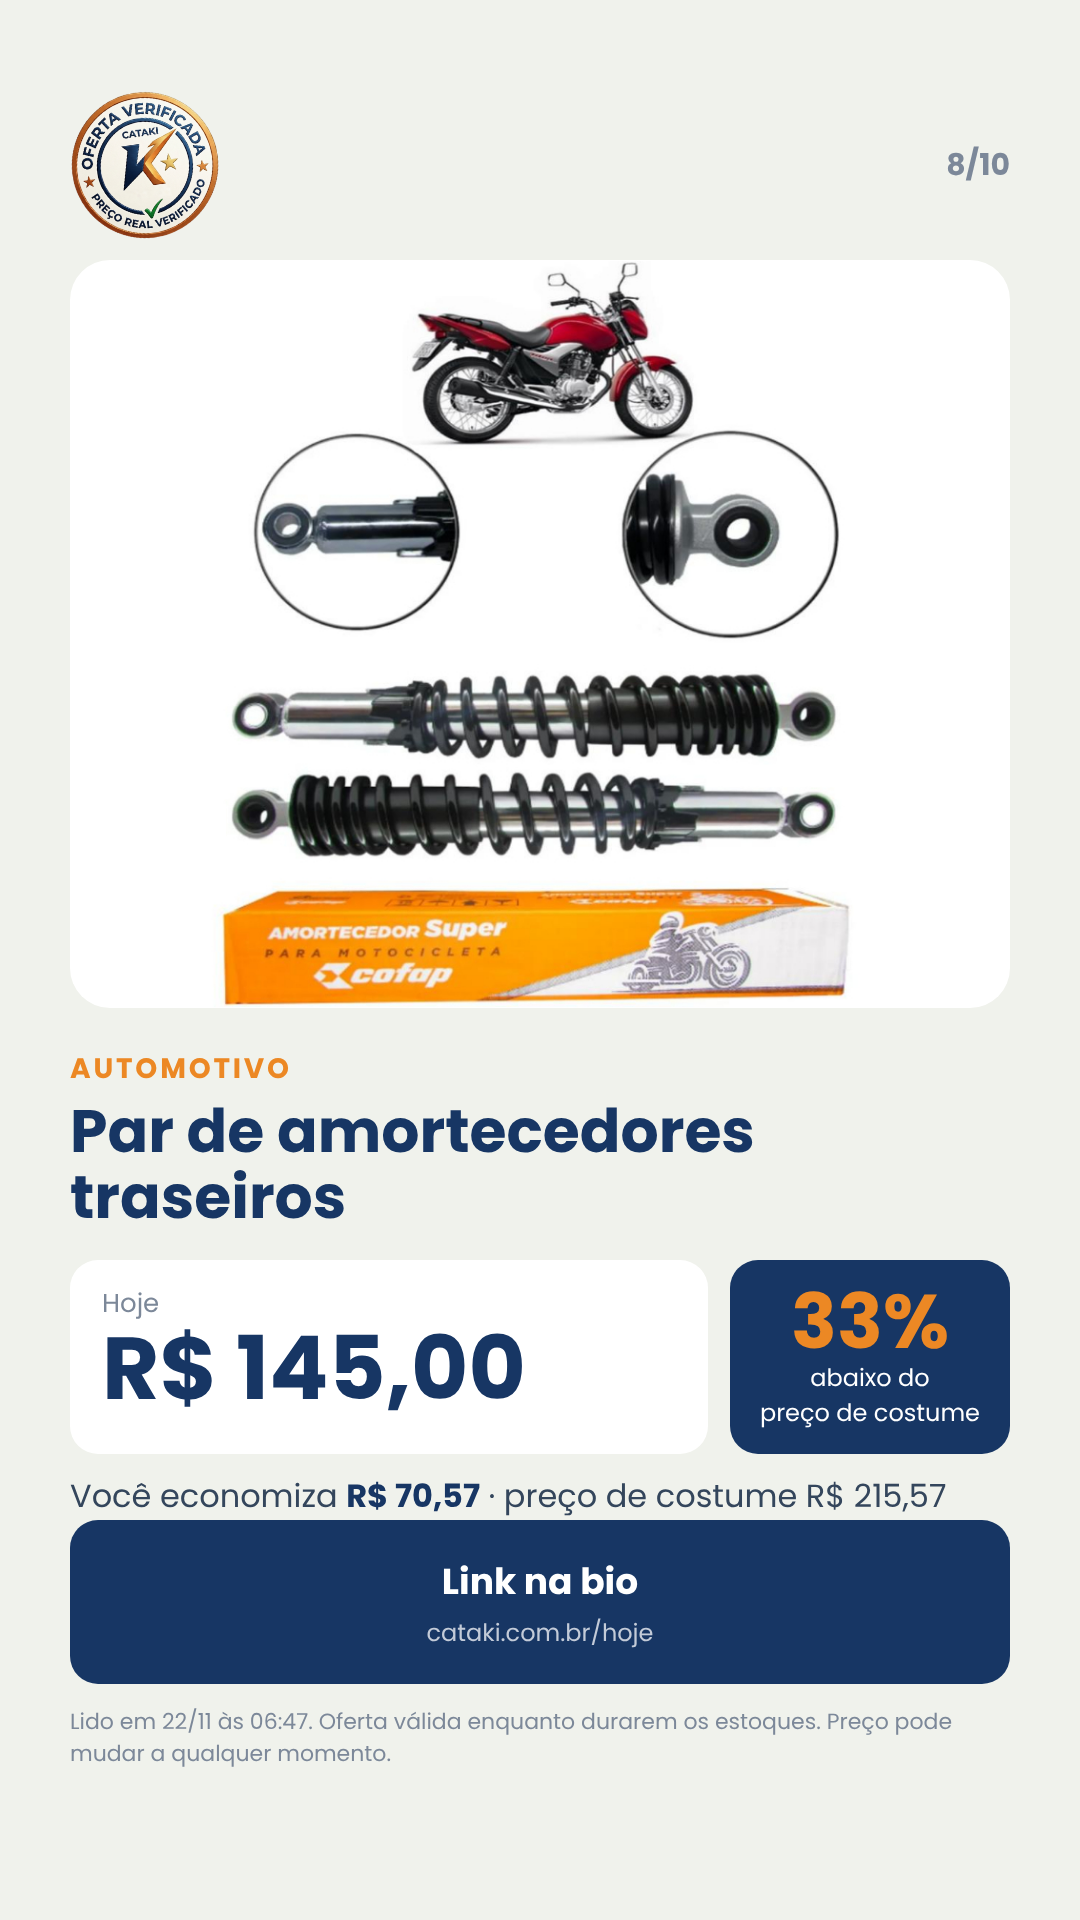 OFERTA VERIFICADA
CATAKI
K
PREÇO REAL VERIFICADO
8/10
AMORTECEDOR Super
PARA MOTOCICLETA
cofap
AUTOMOTIVO
Par de amortecedores
traseiros
Hoje
R$ 145,00
33%
abaixo do
preço de costume
Você economiza R$ 70,57 · preço de costume R$ 215,57
Link na bio
cataki.com.br/hoje
Lido em 22/11 às 06:47. Oferta válida enquanto durarem os estoques. Preço pode
mudar a qualquer momento.